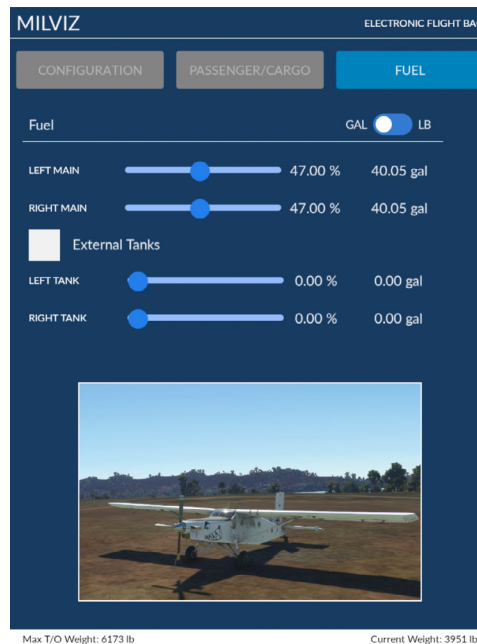 MILVIZ ELECTRONIC FLIGHT BA
CONFIGURATION PASSENGER/CARGO FUEL
Fuel GAL LB
LEFT MAIN 47.00 % 40.05 gal
RIGHT MAIN 47.00 % 40.05 gal
External Tanks
LEFT TANK 0.00 % 0.00 gal
RIGHT TANK 0.00 % 0.00 gal
Max T/O Weight: 6173 lb Current Weight: 3951 lb